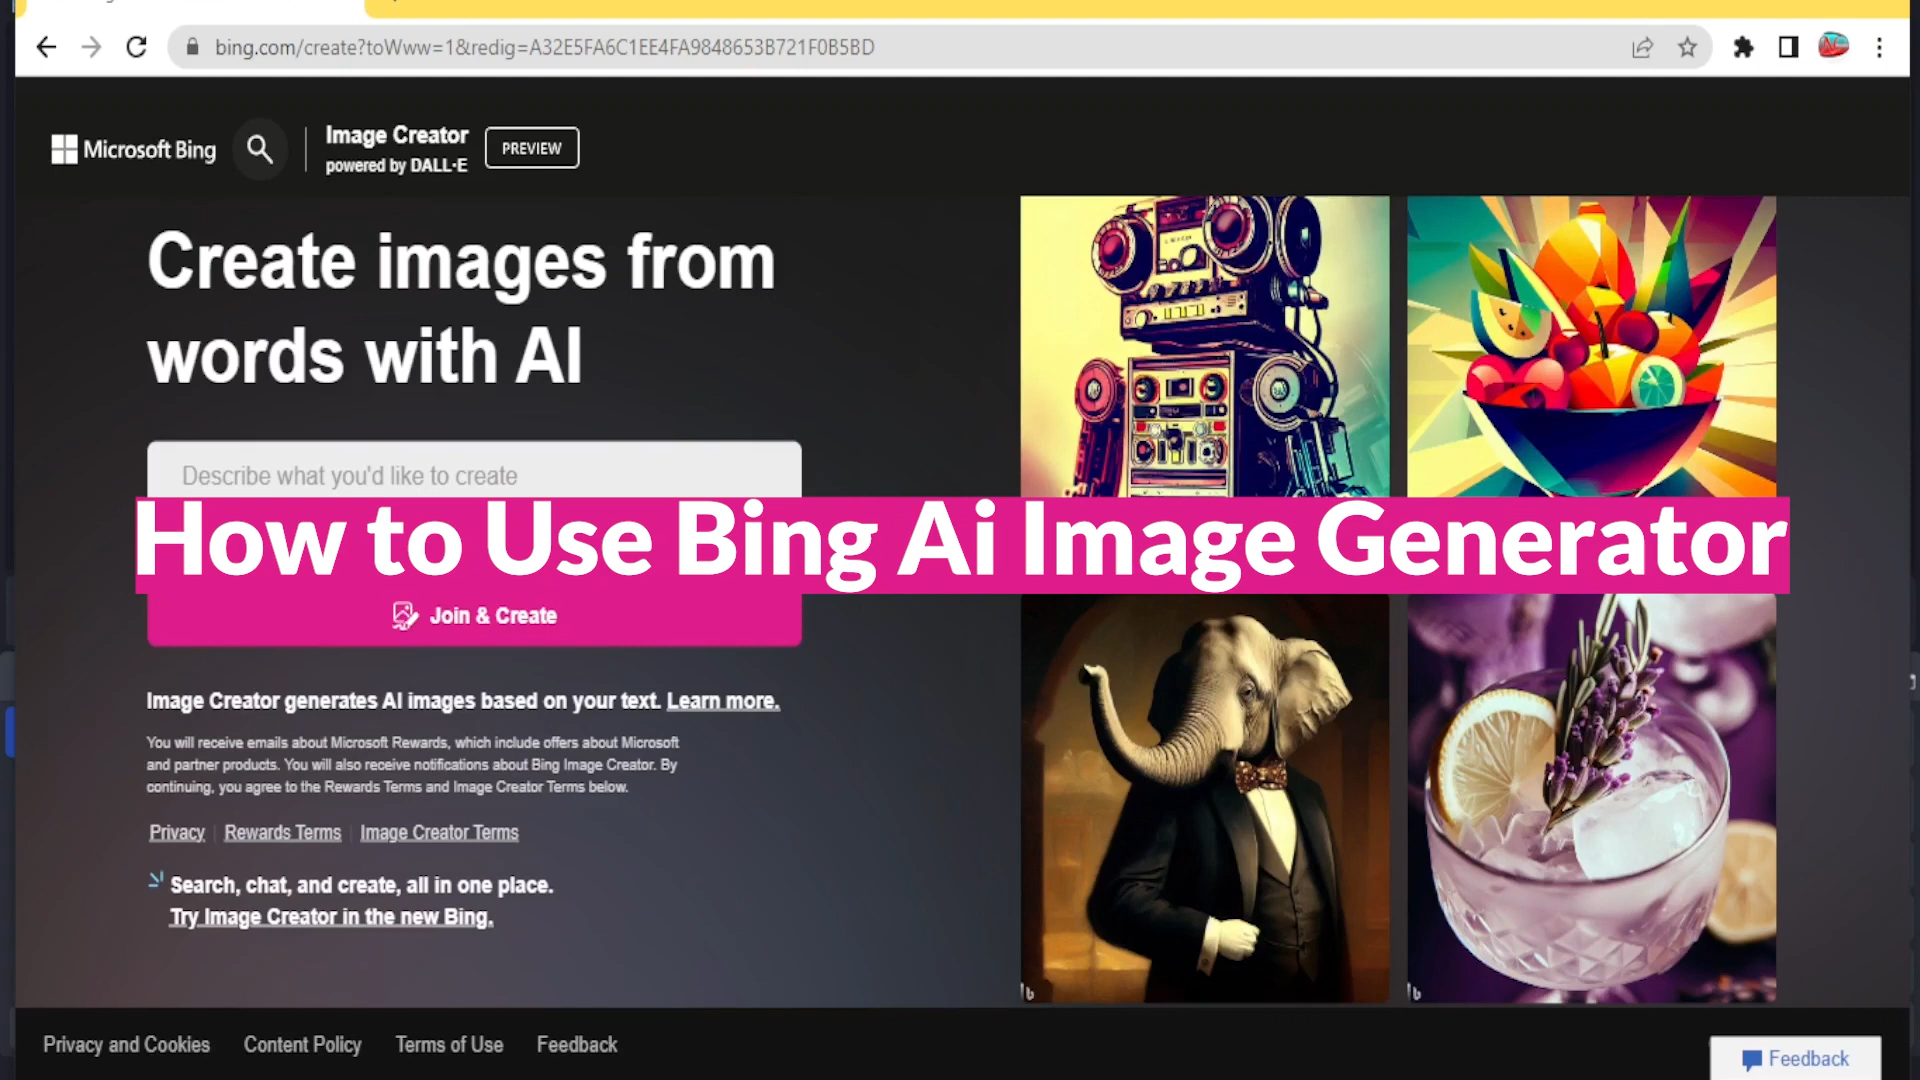 bing.com/create?toWww=1&redig=A32E5FA6C1EE4FA9848653B721F0B5BD
Microsoft Bing
Image Creator
powered by DALL·E
PREVIEW
Create images from
words with AI
Describe what you'd like to create
How to Use Bing Ai Image Generator
Join & Create
Image Creator generates AI images based on your text. Learn more.
You will receive emails about Microsoft Rewards, which include offers about Microsoft
and partner products. You will also receive notifications about Bing Image Creator. By
continuing, you agree to the Rewards Terms and Image Creator Terms below.
Privacy | Rewards Terms | Image Creator Terms
Search, chat, and create, all in one place.
Try Image Creator in the new Bing.
Privacy and Cookies
Content Policy
Terms of Use
Feedback
Feedback